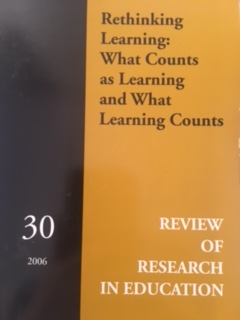 Rethinking
Learning:
What Counts
as Learning
and What
Learning Counts
30
2006
REVIEW
OF
RESEARCH
IN EDUCATION